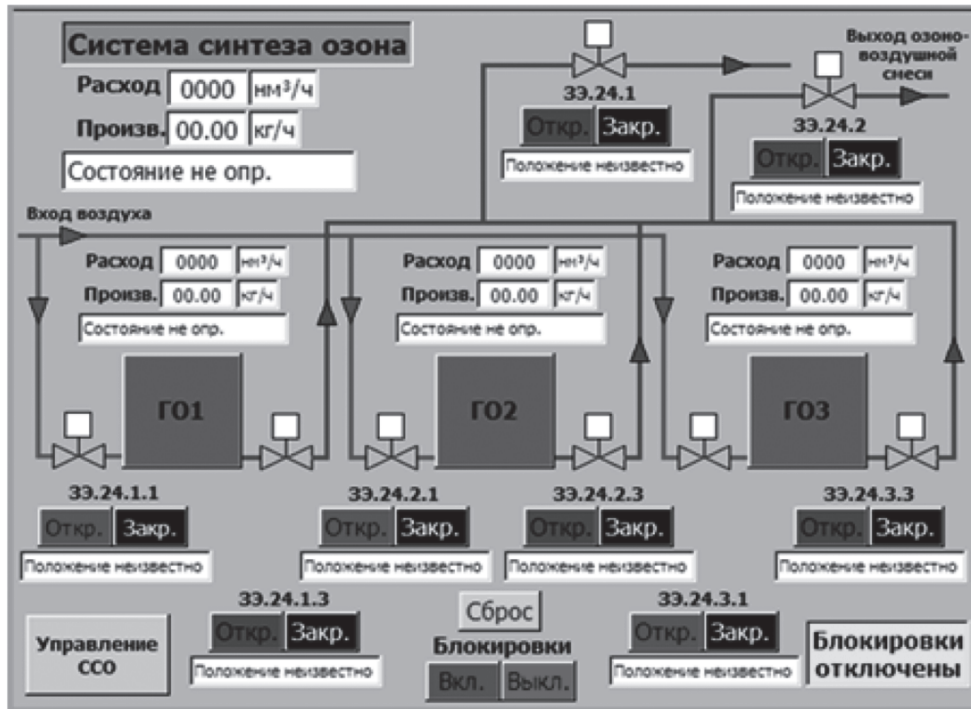 Система синтеза озона
Расход 0000 нм³/ч
Произв. 00.00 кг/ч
Состояние не опр.
Выход озоно-
воздушной
смеси
ЗЭ.24.1
Откр. Закр.
Положение неизвестно
ЗЭ.24.2
Откр. Закр.
Положение неизвестно
Вход воздуха
Расход 0000 нм³/ч
Произв. 00.00 кг/ч
Состояние не опр.
ГО1
Расход 0000 нм³/ч
Произв. 00.00 кг/ч
Состояние не опр.
ГО2
Расход 0000 нм³/ч
Произв. 00.00 кг/ч
Состояние не опр.
ГО3
ЗЭ.24.1.1
Откр. Закр.
Положение неизвестно
ЗЭ.24.2.1
Откр. Закр.
Положение неизвестно
ЗЭ.24.2.3
Откр. Закр.
Положение неизвестно
ЗЭ.24.3.3
Откр. Закр.
Положение неизвестно
Управление
ССО
ЗЭ.24.1.3
Откр. Закр.
Положение неизвестно
Сброс
Блокировки
Вкл. Выкл.
ЗЭ.24.3.1
Откр. Закр.
Положение неизвестно
Блокировки
отключены